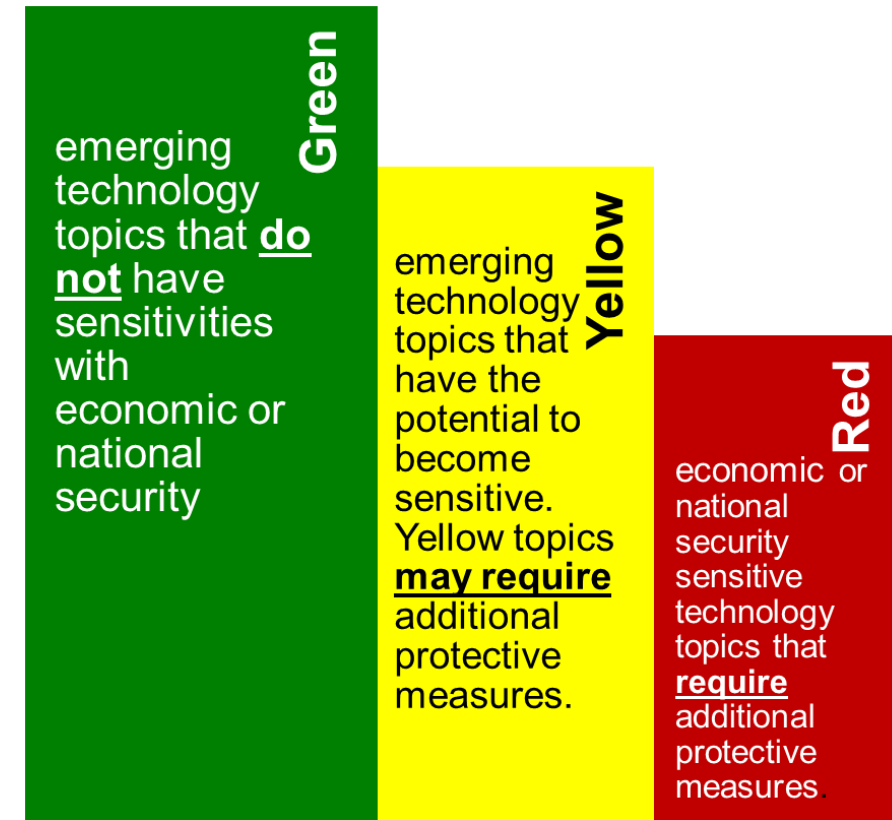 Green
emerging
technology
topics that do
not have
sensitivities
with
economic or
national
security
Yellow
emerging
technology
topics that
have the
potential to
become
sensitive.
Yellow topics
may require
additional
protective
measures.
Red
economic or
national
security
sensitive
technology
topics that
require
additional
protective
measures.